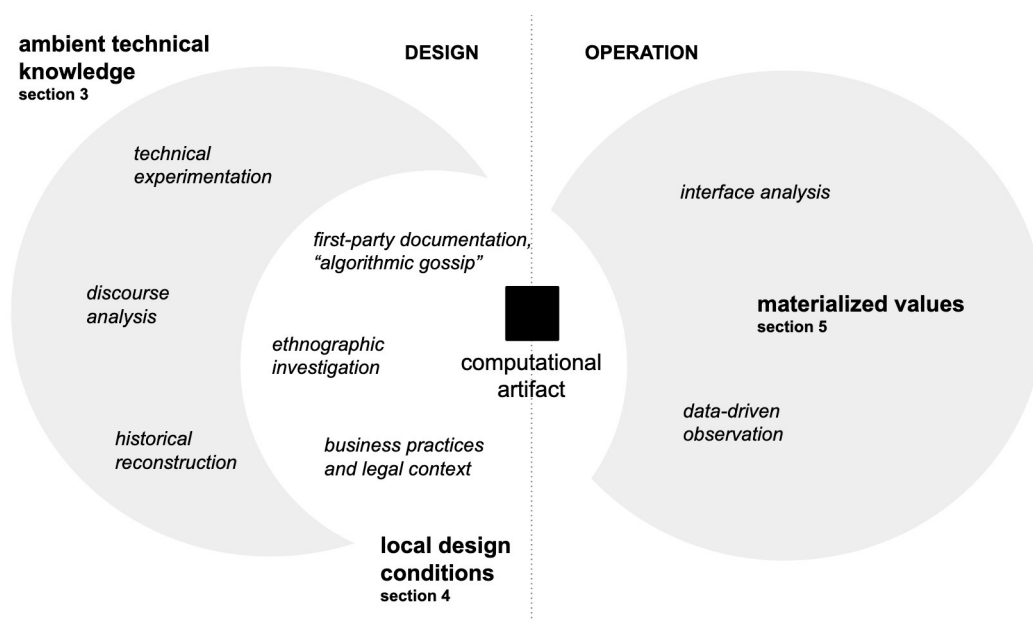 ambient technical
knowledge
section 3
DESIGN
OPERATION
technical
experimentation
discourse
analysis
historical
reconstruction
first-party documentation,
“algorithmic gossip”
ethnographic
investigation
business practices
and legal context
local design
conditions
section 4
computational
artifact
interface analysis
materialized values
section 5
data-driven
observation